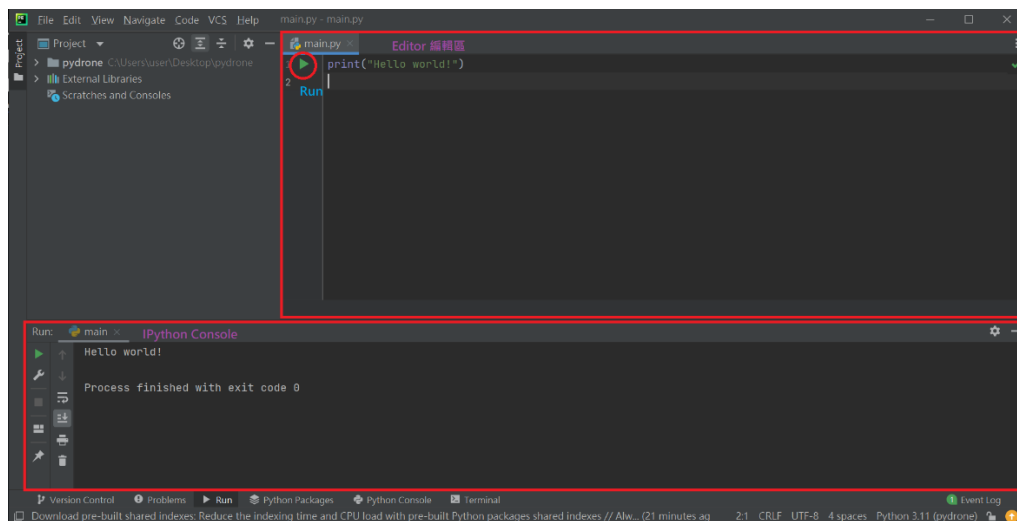 PC File Edit View Navigate Code VCS Help main.py - main.py
Project Project main.py Editor 編輯區
pydrone C:\Users\user\Desktop\pydrone
External Libraries
Scratches and Consoles
1 print("Hello world!")
2
Run
Run: main IPython Console
Hello world!
Process finished with exit code 0
Version Control Problems Run Python Packages Python Console Terminal 1 Event Log
Download pre-built shared indexes: Reduce the indexing time and CPU load with pre-built Python packages shared indexes // Alw... (21 minutes ag 2:1 CRLF UTF-8 4 spaces Python 3.11 (pydrone)